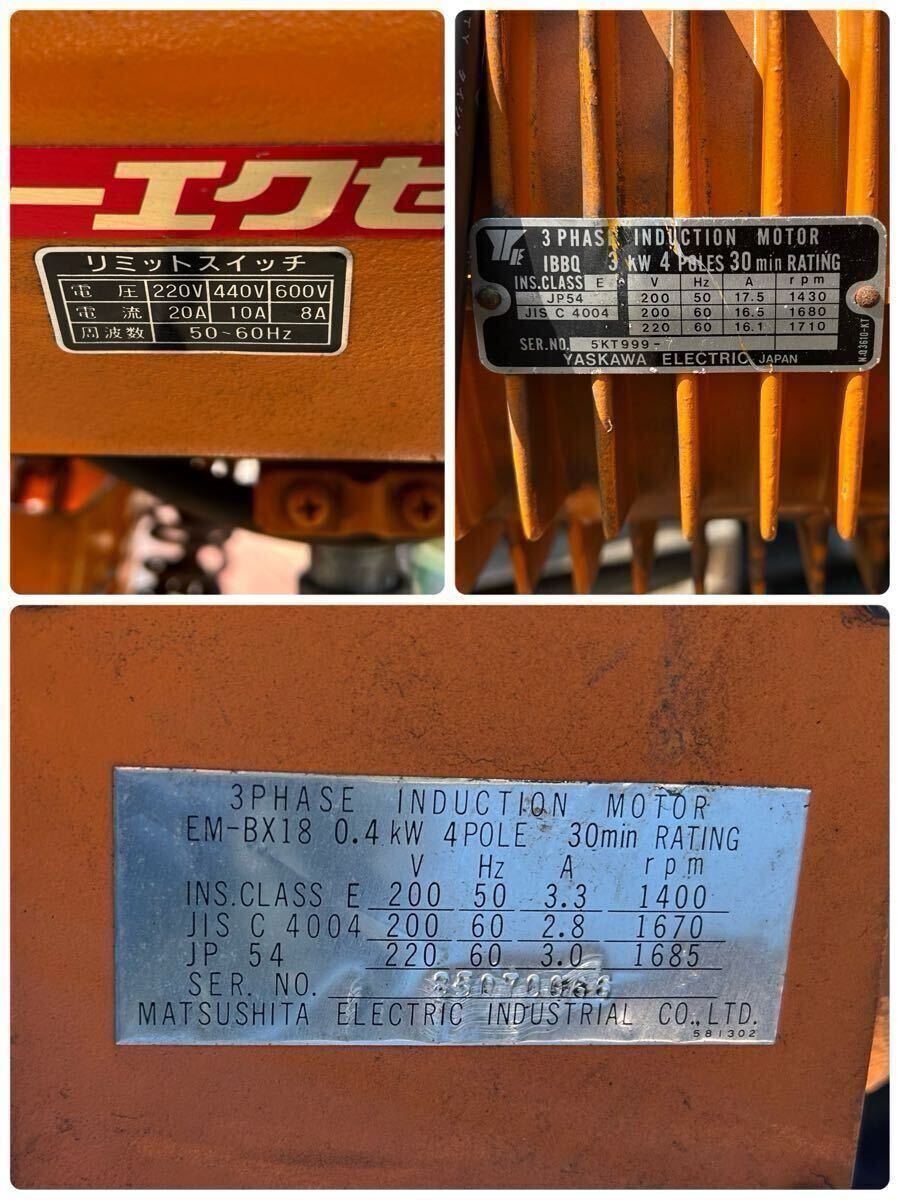 ーエクセ
リミットスイッチ
電圧 220V 440V 600V
電流 20A 10A 8A
周波数 50~60Hz
3 PHASE INDUCTION MOTOR
IBBQ 3 kW 4 POLES 30 min RATING
INS.CLASS E V Hz A rpm
JP54 200 50 17.5 1430
JIS C 4004 200 60 16.5 1680
220 60 16.1 1710
SER.NO. 5KT999-
YASKAWA ELECTRIC JAPAN
3PHASE INDUCTION MOTOR
EM-BX18 0.4 kW 4POLE 30min RATING
V Hz A rpm
INS.CLASS E 200 50 3.3 1400
JIS C 4004 200 60 2.8 1670
JP 54 220 60 3.0 1685
SER. NO.
MATSUSHITA ELECTRIC INDUSTRIAL CO.,LTD.
581302